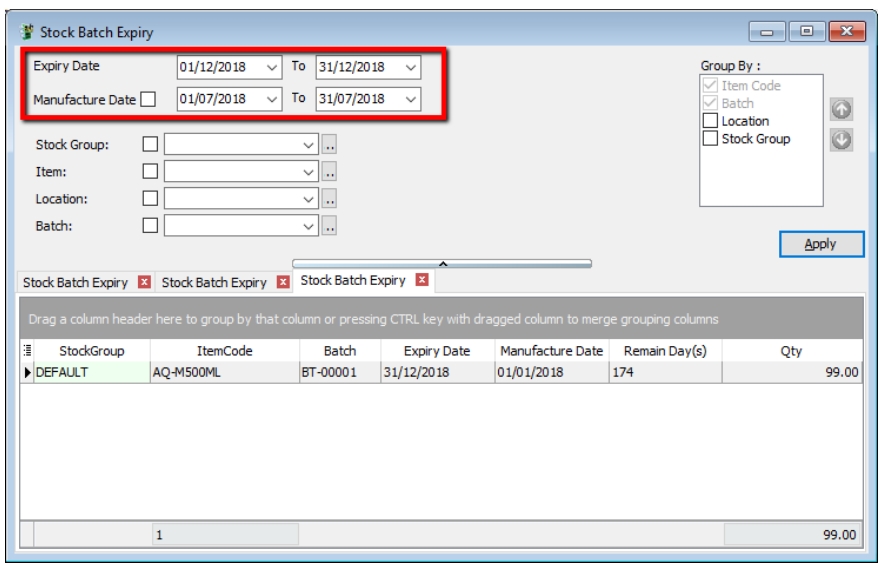 Stock Batch Expiry
Expiry Date 01/12/2018 To 31/12/2018
Manufacture Date 01/07/2018 To 31/07/2018
Stock Group: ..
Item: ..
Location: ..
Batch: ..
Group By :
Item Code
Batch
Location
Stock Group
Apply
Stock Batch Expiry Stock Batch Expiry Stock Batch Expiry
Drag a column header here to group by that column or pressing CTRL key with dragged column to merge grouping columns
StockGroup ItemCode Batch Expiry Date Manufacture Date Remain Day(s) Qty
DEFAULT AQ-M500ML BT-00001 31/12/2018 01/01/2018 174 99.00
1 99.00